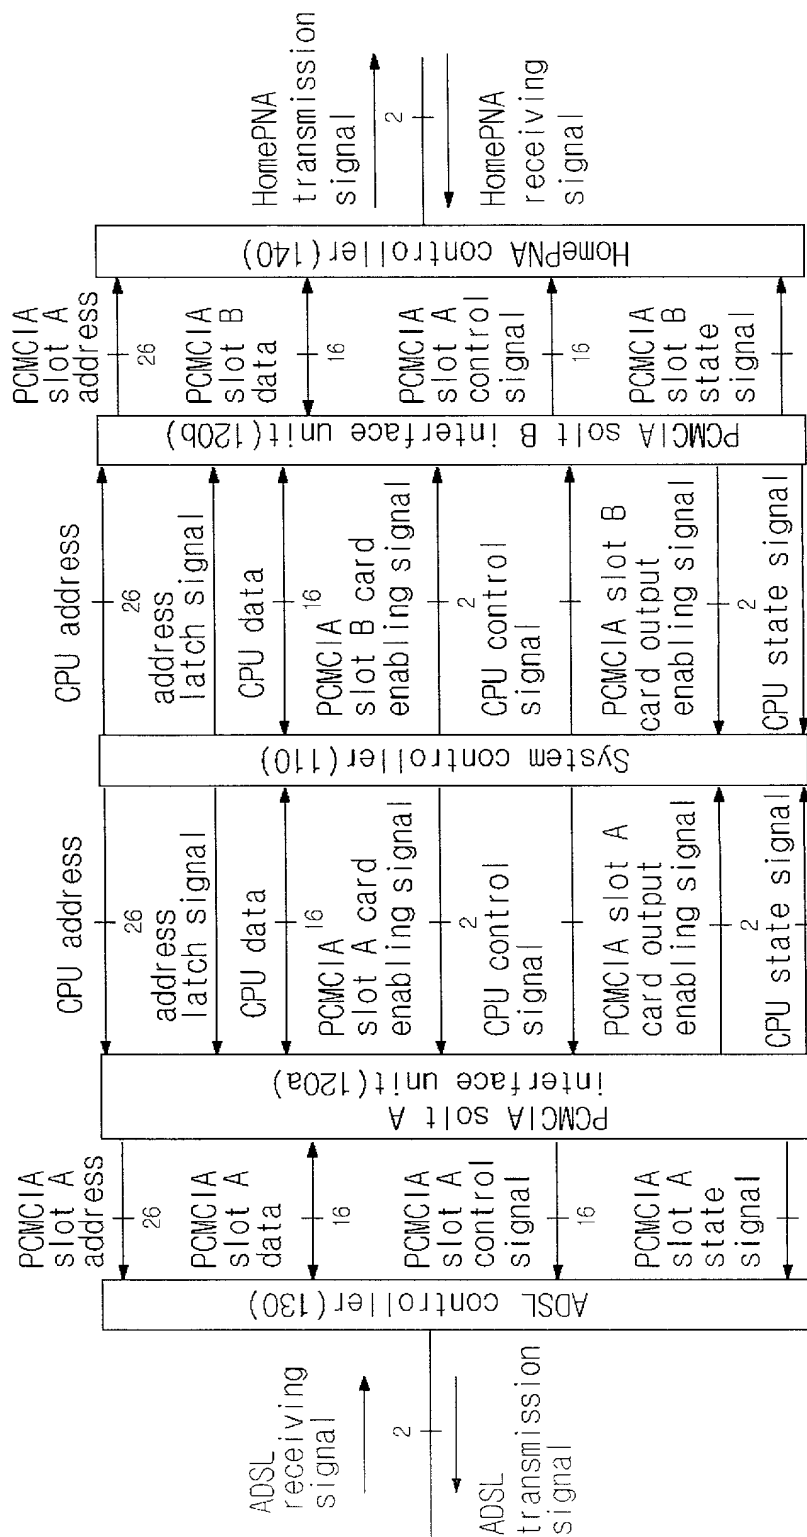 ADSL
receiving
signal
2
ADSL
transmission
signal
ADSL controller(130)
PCMCIA
slot A
address
26
PCMCIA
slot A
data
16
PCMCIA
slot A
control
signal
16
PCMCIA
slot A
state
signal
PCMCIA solt A
interface unit(120a)
CPU address
26
address
latch signal
CPU data
16
PCMCIA
slot A card
enabling signal
2
CPU control
signal
PCMCIA slot A
card output
enabling signal
2
CPU state signal
System controller(110)
CPU address
26
address
latch signal
CPU data
16
PCMCIA
slot B card
enabling signal
2
CPU control
signal
PCMCIA slot B
card output
enabling signal
2
CPU state signal
PCMCIA solt B interface unit(120b)
PCMCIA
slot A
address
26
PCMCIA
slot B
data
16
PCMCIA
slot A
control
signal
16
PCMCIA
slot B
state
signal
HomePNA controller(140)
HomePNA
transmission
signal
2
HomePNA
receiving
signal